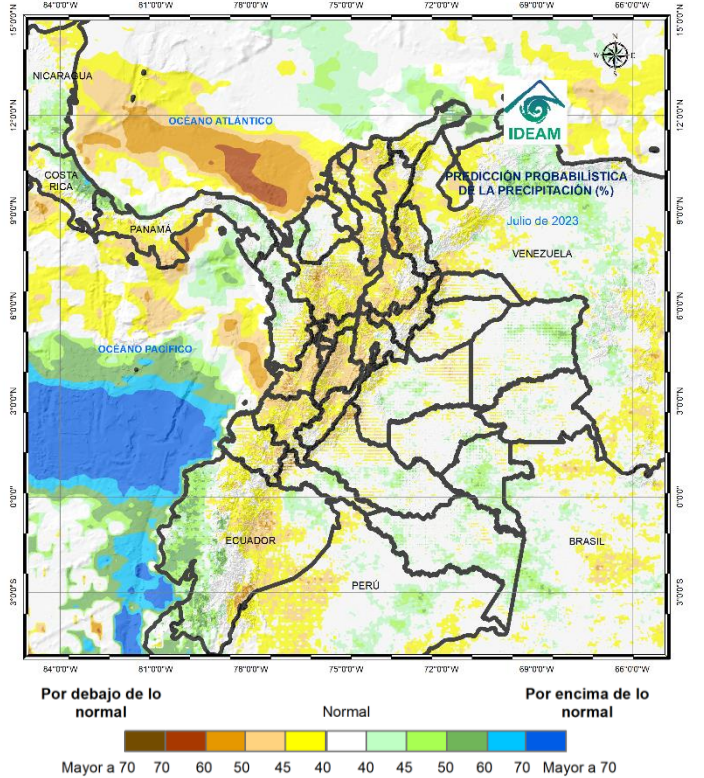 84°0'0"W 81°0'0"W 78°0'0"W 75°0'0"W 72°0'0"W 69°0'0"W 66°0'0"W
15°0'0"N
15°0'0"N
N
W E
S
NICARAGUA
12°0'0"N
12°0'0"N
OCÉANO ATLÁNTICO
IDEAM
COSTA
RICA
PREDICCIÓN PROBABILÍSTICA
DE LA PRECIPITACIÓN (%)
9°0'0"N
9°0'0"N
Julio de 2023
PANAMÁ
VENEZUELA
6°0'0"N
6°0'0"N
OCÉANO PACÍFICO
3°0'0"N
3°0'0"N
0°0'0"
0°0'0"
ECUADOR
BRASIL
PERÚ
3°0'0"S
3°0'0"S
84°0'0"W 81°0'0"W 78°0'0"W 75°0'0"W 72°0'0"W 69°0'0"W 66°0'0"W
Por debajo de lo
normal
Normal
Por encima de lo
normal
Mayor a 70 70 60 50 45 40 40 45 50 60 70 Mayor a 70